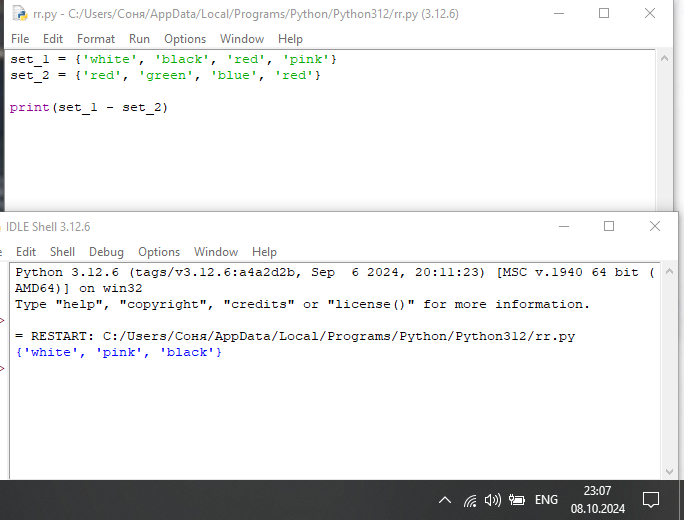 rr.py - C:/Users/Соня/AppData/Local/Programs/Python/Python312/rr.py (3.12.6)
File Edit Format Run Options Window Help
set_1 = {'white', 'black', 'red', 'pink'}
set_2 = {'red', 'green', 'blue', 'red'}
print(set_1 - set_2)
IDLE Shell 3.12.6
Edit Shell Debug Options Window Help
Python 3.12.6 (tags/v3.12.6:a4a2d2b, Sep  6 2024, 20:11:23) [MSC v.1940 64 bit (
AMD64)] on win32
Type "help", "copyright", "credits" or "license()" for more information.
= RESTART: C:/Users/Соня/AppData/Local/Programs/Python/Python312/rr.py
{'white', 'pink', 'black'}
ENG
23:07
08.10.2024